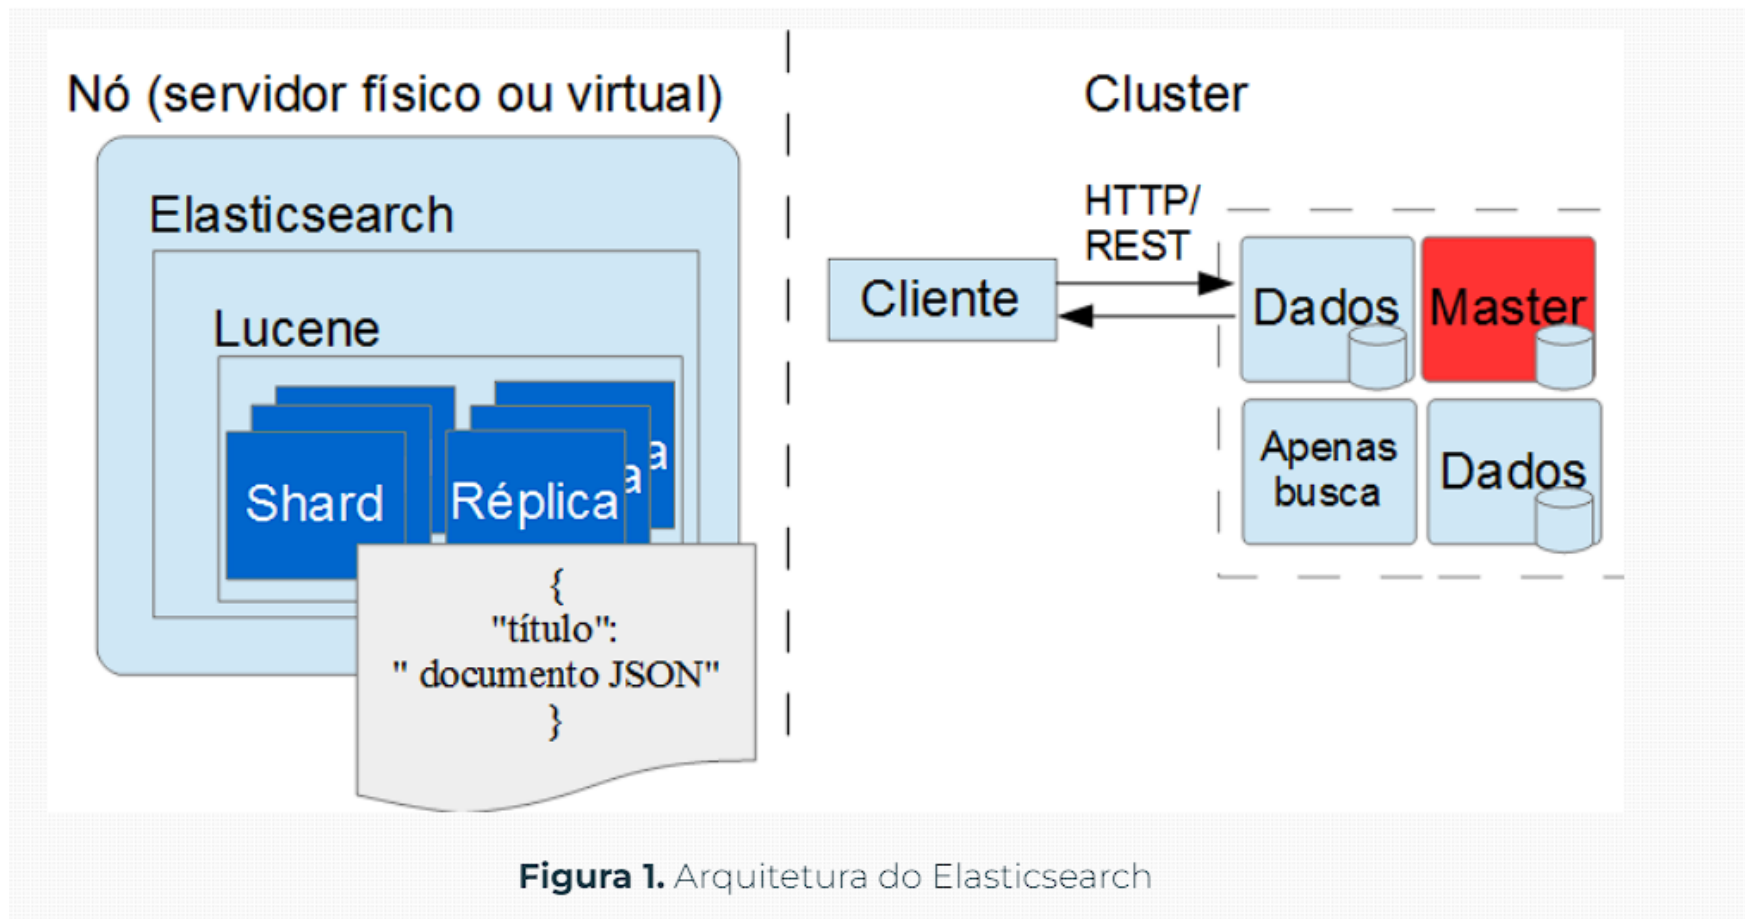 Nó (servidor físico ou virtual)
Elasticsearch
Lucene
Shard
Réplica
a
a
{
"título":
" documento JSON"
}
Cluster
HTTP/
REST
Cliente
Dados
Master
Apenas
busca
Dados
Figura 1. Arquitetura do Elasticsearch